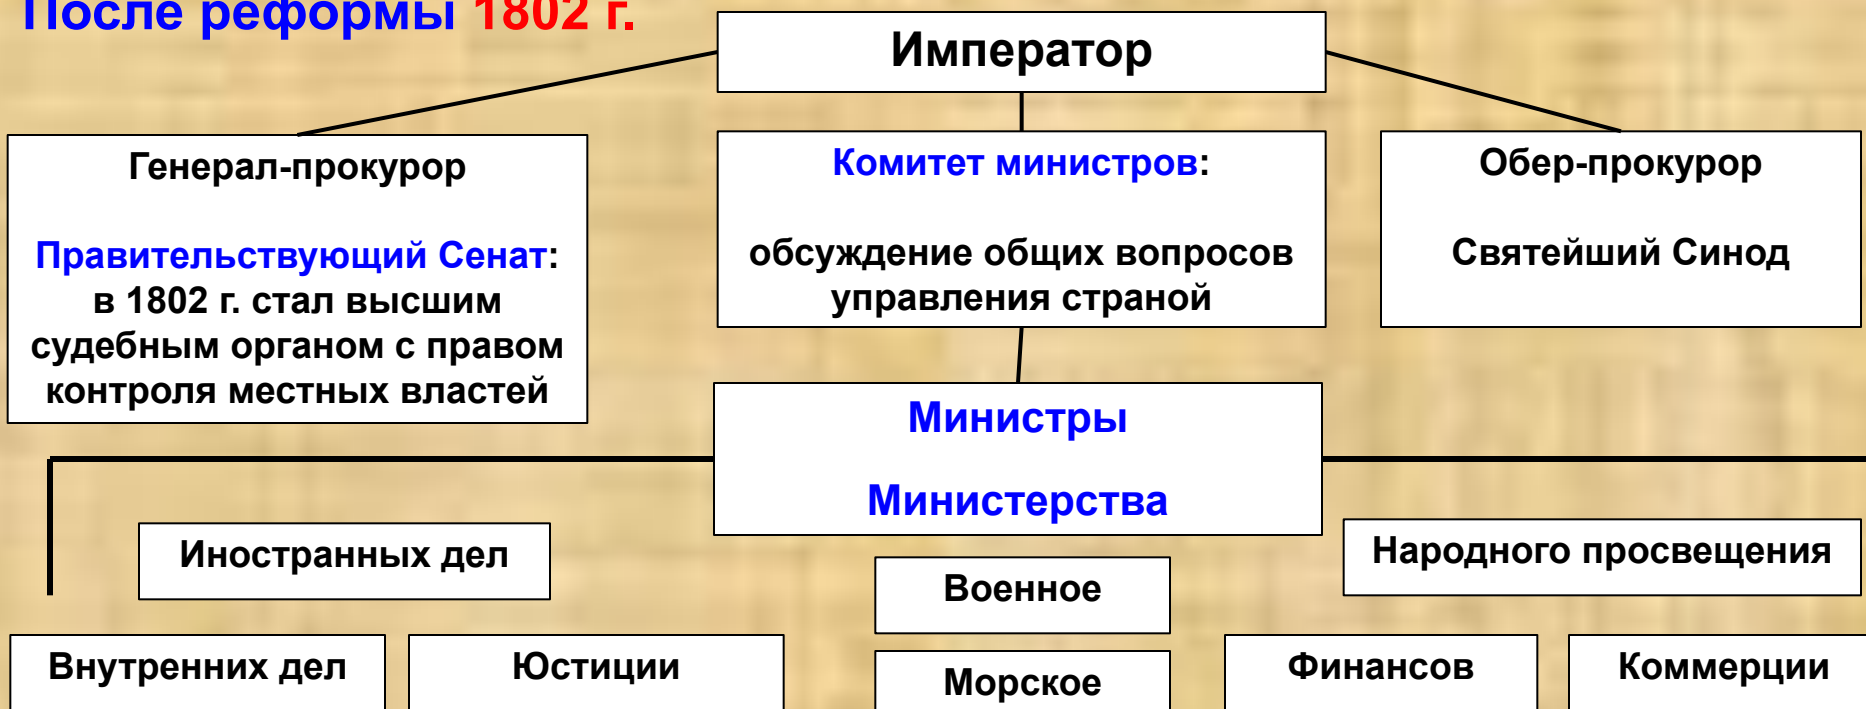 После реформы 1802 г.
Император
Генерал-прокурор
Правительствующий Сенат:
в 1802 г. стал высшим
судебным органом с правом
контроля местных властей
Комитет министров:
обсуждение общих вопросов
управления страной
Обер-прокурор
Святейший Синод
Министры
Министерства
Иностранных дел
Военное
Народного просвещения
Внутренних дел
Юстиции
Морское
Финансов
Коммерции